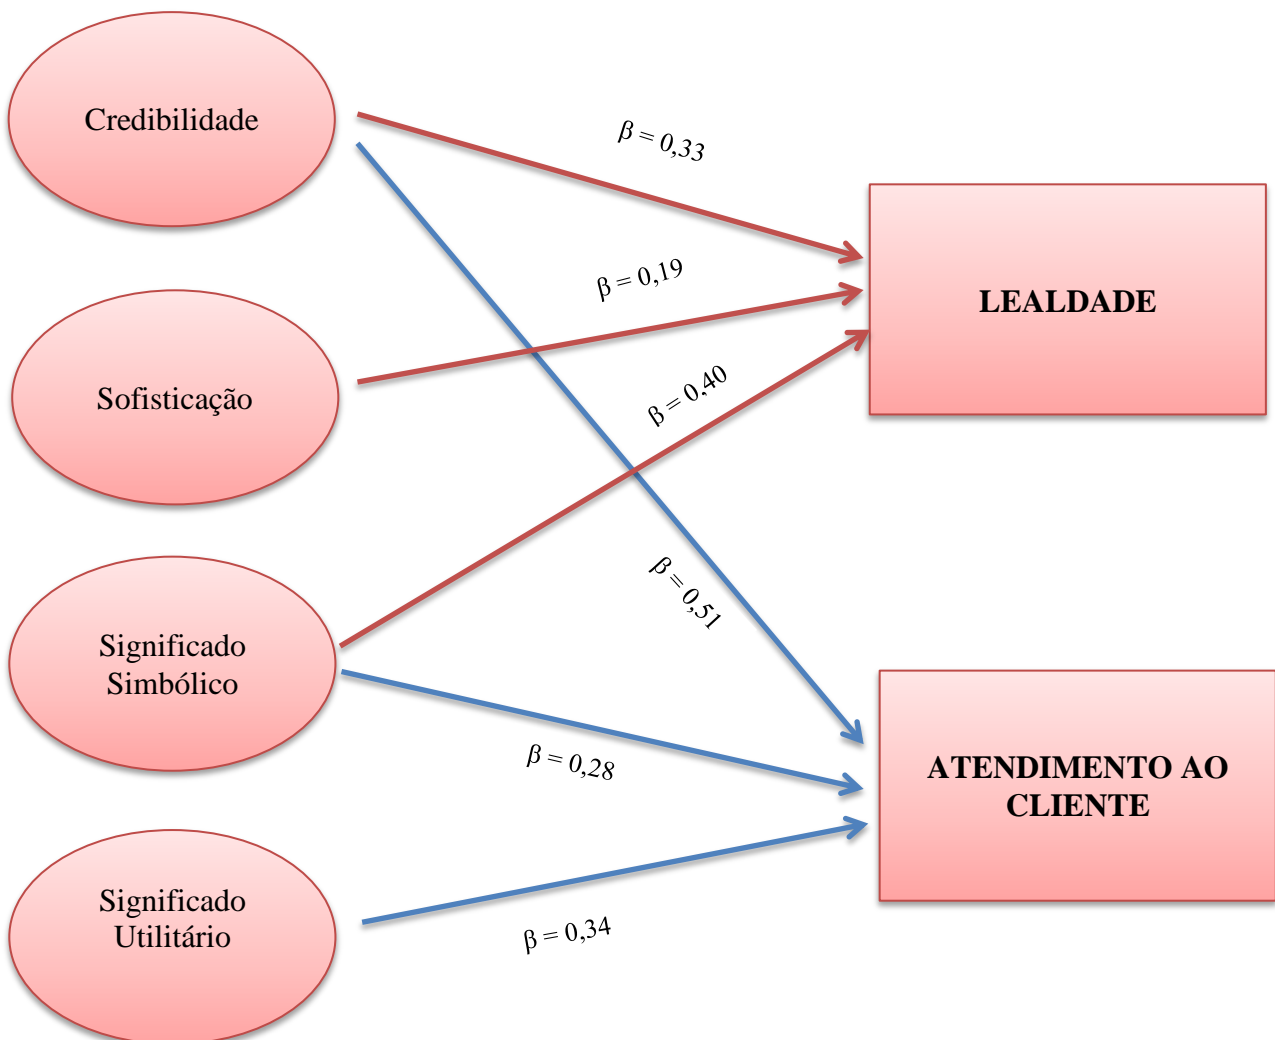 Credibilidade
β = 0,33
LEALDADE
β = 0,19
Sofisticação
β = 0,40
β = 0,51
Significado
Simbólico
β = 0,28
ATENDIMENTO AO
CLIENTE
Significado
Utilitário
β = 0,34